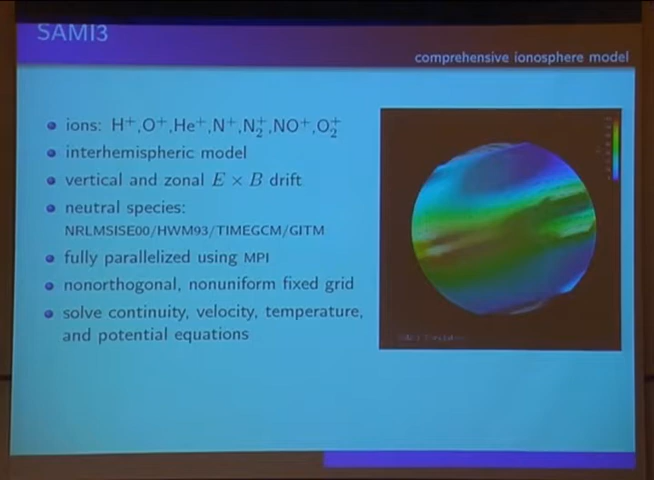 SAMI3
comprehensive ionosphere model
ions: H⁺,O⁺,He⁺,N⁺,N₂⁺,NO⁺,O₂⁺
interhemispheric model
vertical and zonal E × B drift
neutral species:
NRLMSISE00/HWM93/TIMEGCM/GITM
fully parallelized using MPI
nonorthogonal, nonuniform fixed grid
solve continuity, velocity, temperature,
and potential equations